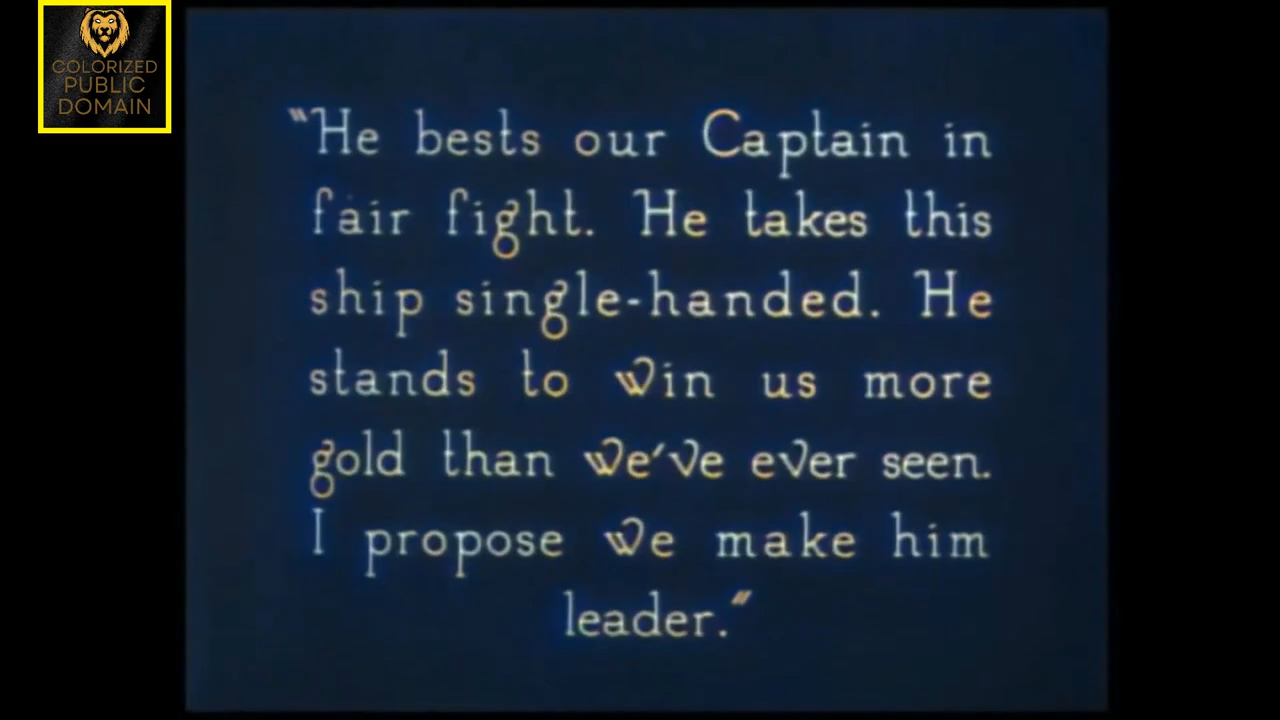 COLORIZED
PUBLIC
DOMAIN
"He bests our Captain in
fair fight. He takes this
ship single-handed. He
stands to win us more
gold than we've ever seen.
I propose we make him
leader."